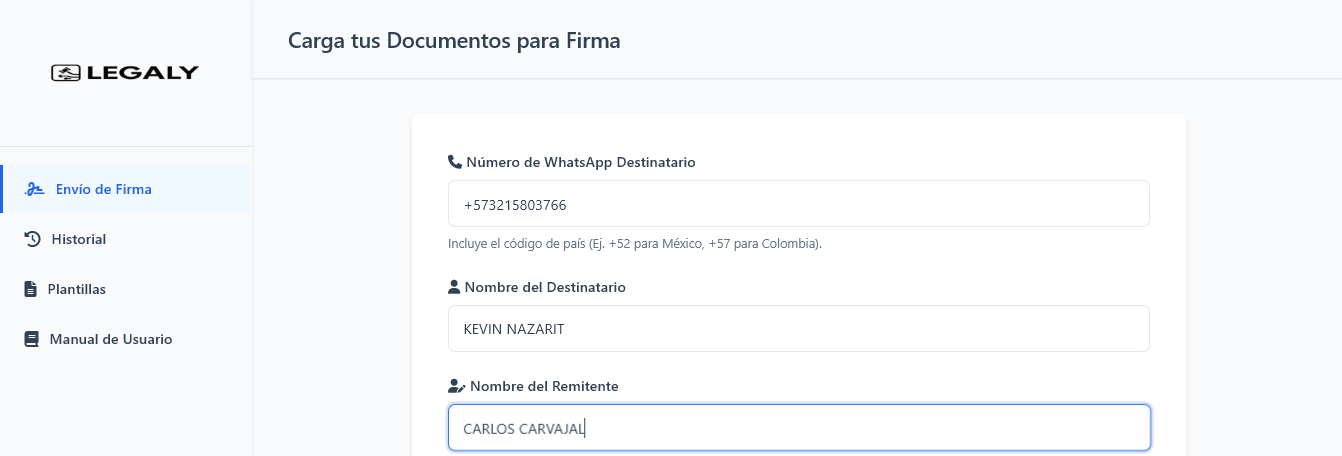 LEGALY
Envío de Firma
Historial
Plantillas
Manual de Usuario
Carga tus Documentos para Firma
Número de WhatsApp Destinatario
+573215803766
Incluye el código de país (Ej. +52 para México, +57 para Colombia).
Nombre del Destinatario
KEVIN NAZARIT
Nombre del Remitente
CARLOS CARVAJAL